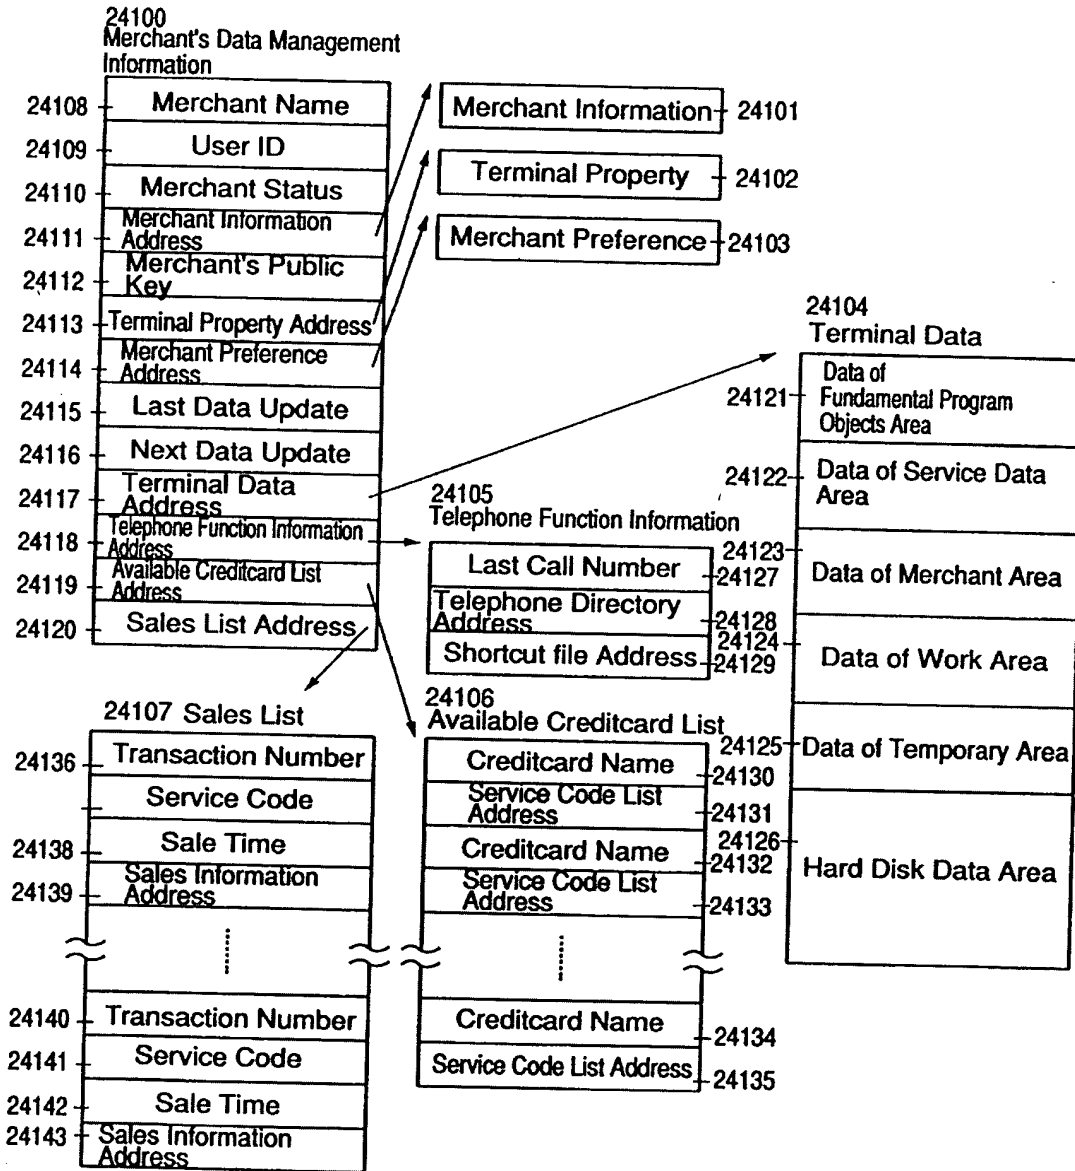 24100
Merchant's Data Management
Information
24108 Merchant Name
24109 User ID
24110 Merchant Status
24111 Merchant Information
Address
24112 Merchant's Public
Key
24113 Terminal Property Address
24114 Merchant Preference
Address
24115 Last Data Update
24116 Next Data Update
24117 Terminal Data
Address
24118 Telephone Function Information
Address
24119 Available Creditcard List
Address
24120 Sales List Address
Merchant Information 24101
Terminal Property 24102
Merchant Preference 24103
24104
Terminal Data
24121 Data of
Fundamental Program
Objects Area
24122 Data of Service Data
Area
24123 Data of Merchant Area
24124 Data of Work Area
24125 Data of Temporary Area
24126 Hard Disk Data Area
24105
Telephone Function Information
Last Call Number 24127
Telephone Directory
Address 24128
Shortcut file Address 24129
24107 Sales List
24136 Transaction Number
Service Code
24138 Sale Time
24139 Sales Information
Address
24140 Transaction Number
24141 Service Code
24142 Sale Time
24143 Sales Information
Address
24106
Available Creditcard List
Creditcard Name 24130
Service Code List
Address 24131
Creditcard Name 24132
Service Code List
Address 24133
Creditcard Name 24134
Service Code List Address 24135